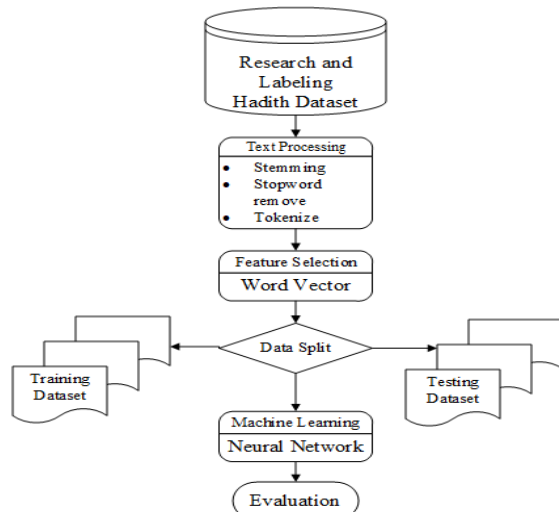 Research and
Labeling
Hadith Dataset
Text Processing
• Stemming
• Stopword
remove
• Tokenize
Feature Selection
Word Vector
Data Split
Training
Dataset
Testing
Dataset
Machine Learning
Neural Network
Evaluation